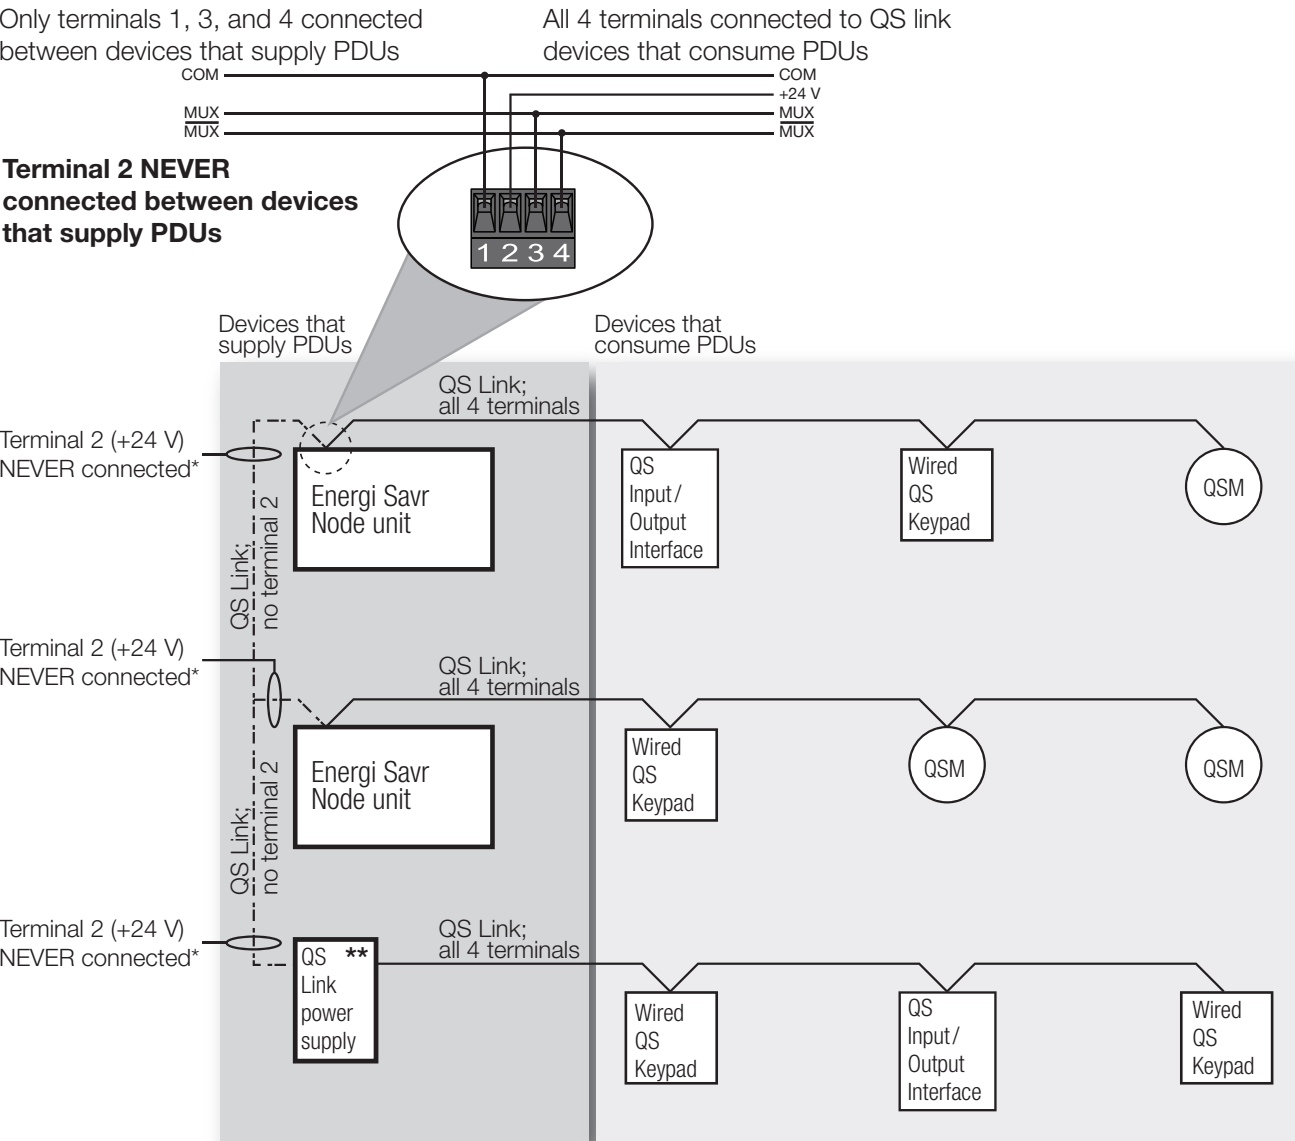 Only terminals 1, 3, and 4 connected
between devices that supply PDUs
All 4 terminals connected to QS link
devices that consume PDUs
COM
MUX
MUX
COM
+24 V
MUX
MUX
Terminal 2 NEVER
connected between devices
that supply PDUs
1 2 3 4
Devices that
supply PDUs
Devices that
consume PDUs
QS Link;
all 4 terminals
Terminal 2 (+24 V)
NEVER connected*
QS Link;
no terminal 2
Energi Savr
Node unit
QS
Input/
Output
Interface
Wired
QS
Keypad
QSM
Terminal 2 (+24 V)
NEVER connected*
QS Link;
all 4 terminals
QS Link;
no terminal 2
Energi Savr
Node unit
Wired
QS
Keypad
QSM
QSM
Terminal 2 (+24 V)
NEVER connected*
QS Link;
all 4 terminals
QS **
Link
power
supply
Wired
QS
Keypad
QS
Input/
Output
Interface
Wired
QS
Keypad